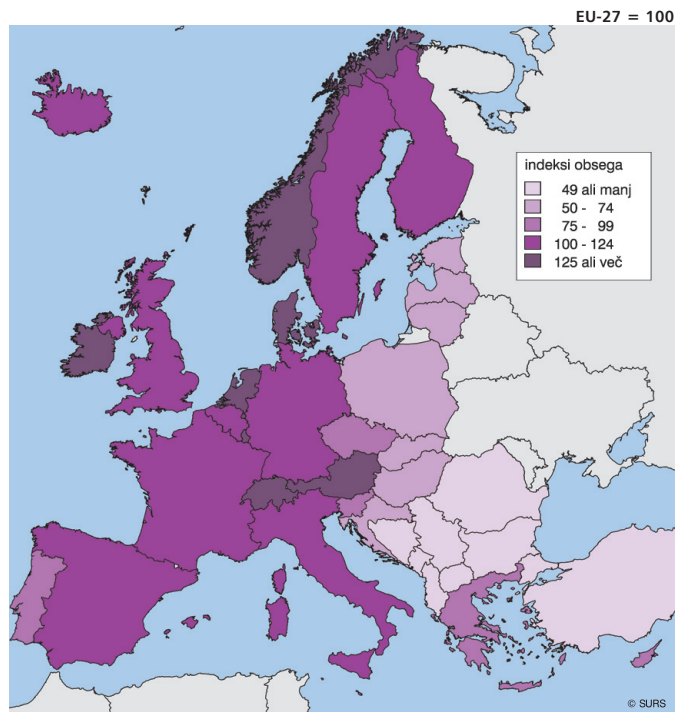 EU-27 = 100
indeksi obsega
49 ali manj
50 - 74
75 - 99
100 - 124
125 ali več
© SURS